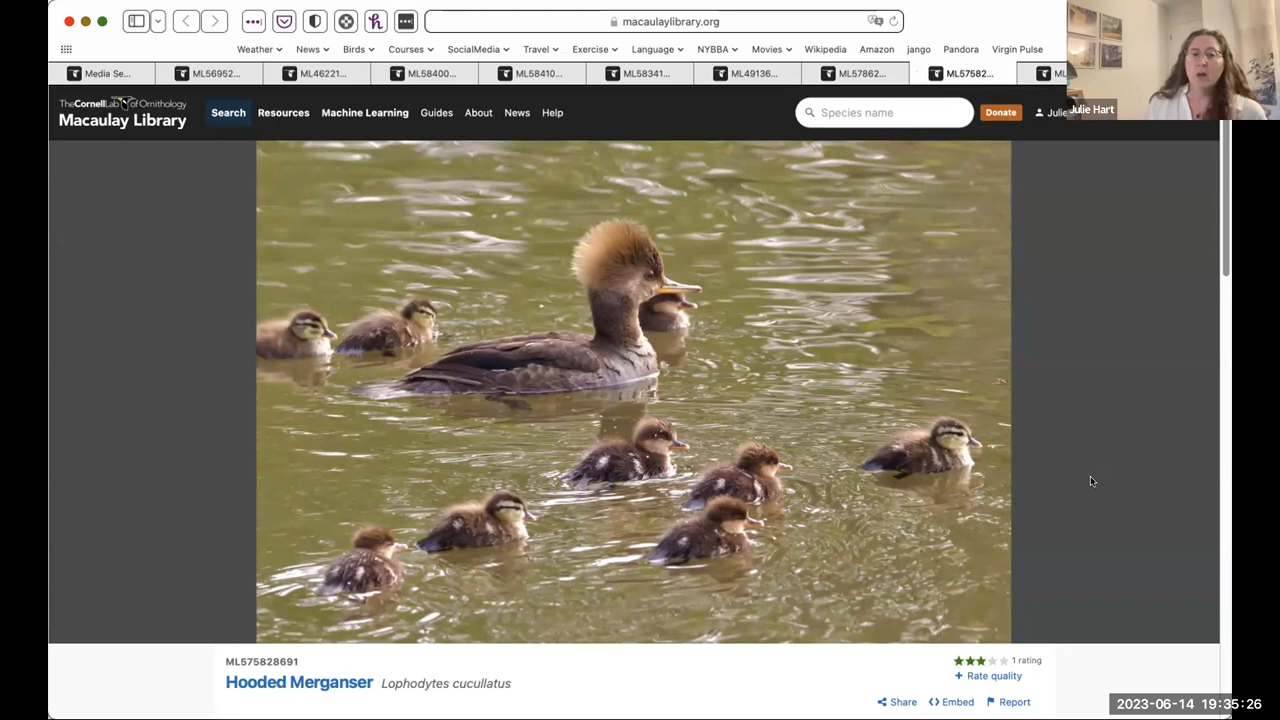 macaulaylibrary.org
Weather News Birds Courses SocialMedia Travel Exercise Language NYBBA Movies Wikipedia Amazon jango Pandora Virgin Pulse
Media Se... ML56952... ML46221... ML58400... ML58410... ML58341... ML49136... ML57862... ML57582... ML
Julie Hart
TheCornellLab of Ornithology
Macaulay Library
Search Resources Machine Learning Guides About News Help Species name Donate Julie
ML575828691
1 rating
Hooded Merganser Lophodytes cucullatus
+ Rate quality
Share Embed Report
2023-06-14 19:35:26